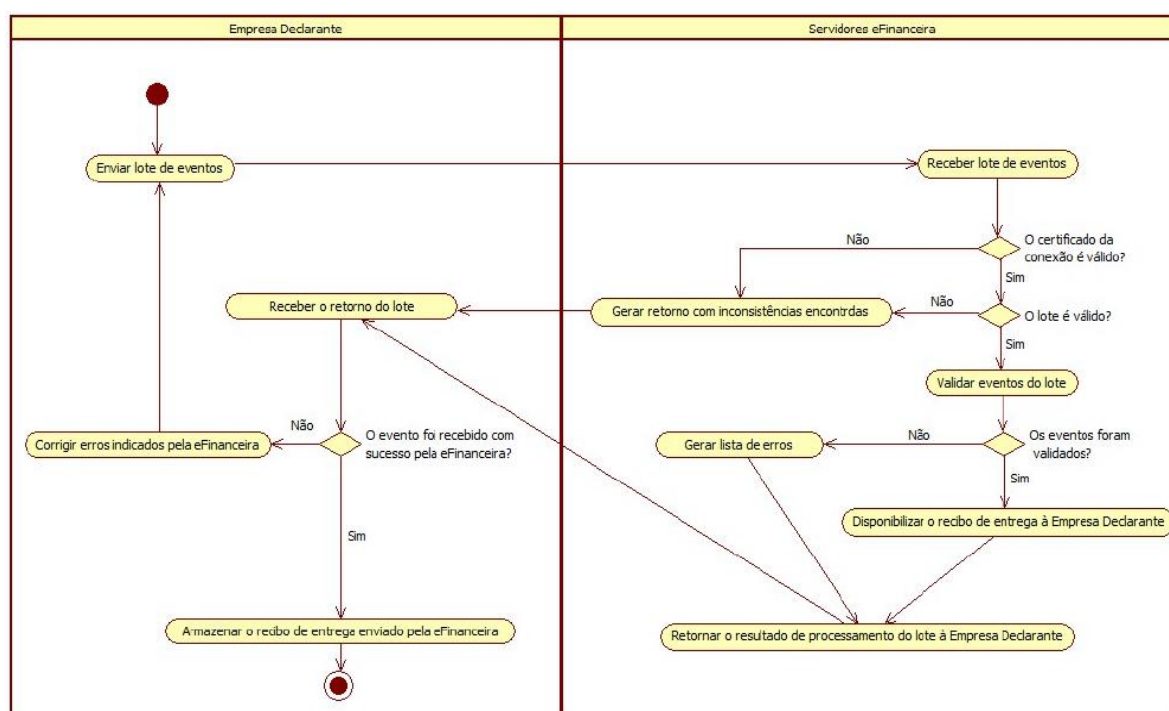 Empresa Declarante
Servidores eFinanceira
Enviar lote de eventos
Receber lote de eventos
Não
O certificado da
conexão é válido?
Sim
Receber o retorno do lote
Gerar retorno com inconsistências encontrdas
Não
O lote é válido?
Sim
Validar eventos do lote
Corrigir erros indicados pela eFinanceira
Não
O evento foi recebido com
sucesso pela eFinanceira?
Gerar lista de erros
Não
Os eventos foram
validados?
Sim
Disponibilizar o recibo de entrega à Empresa Declarante
Sim
Armazenar o recibo de entrega enviado pela eFinanceira
Retornar o resultado de processamento do lote à Empresa Declarante